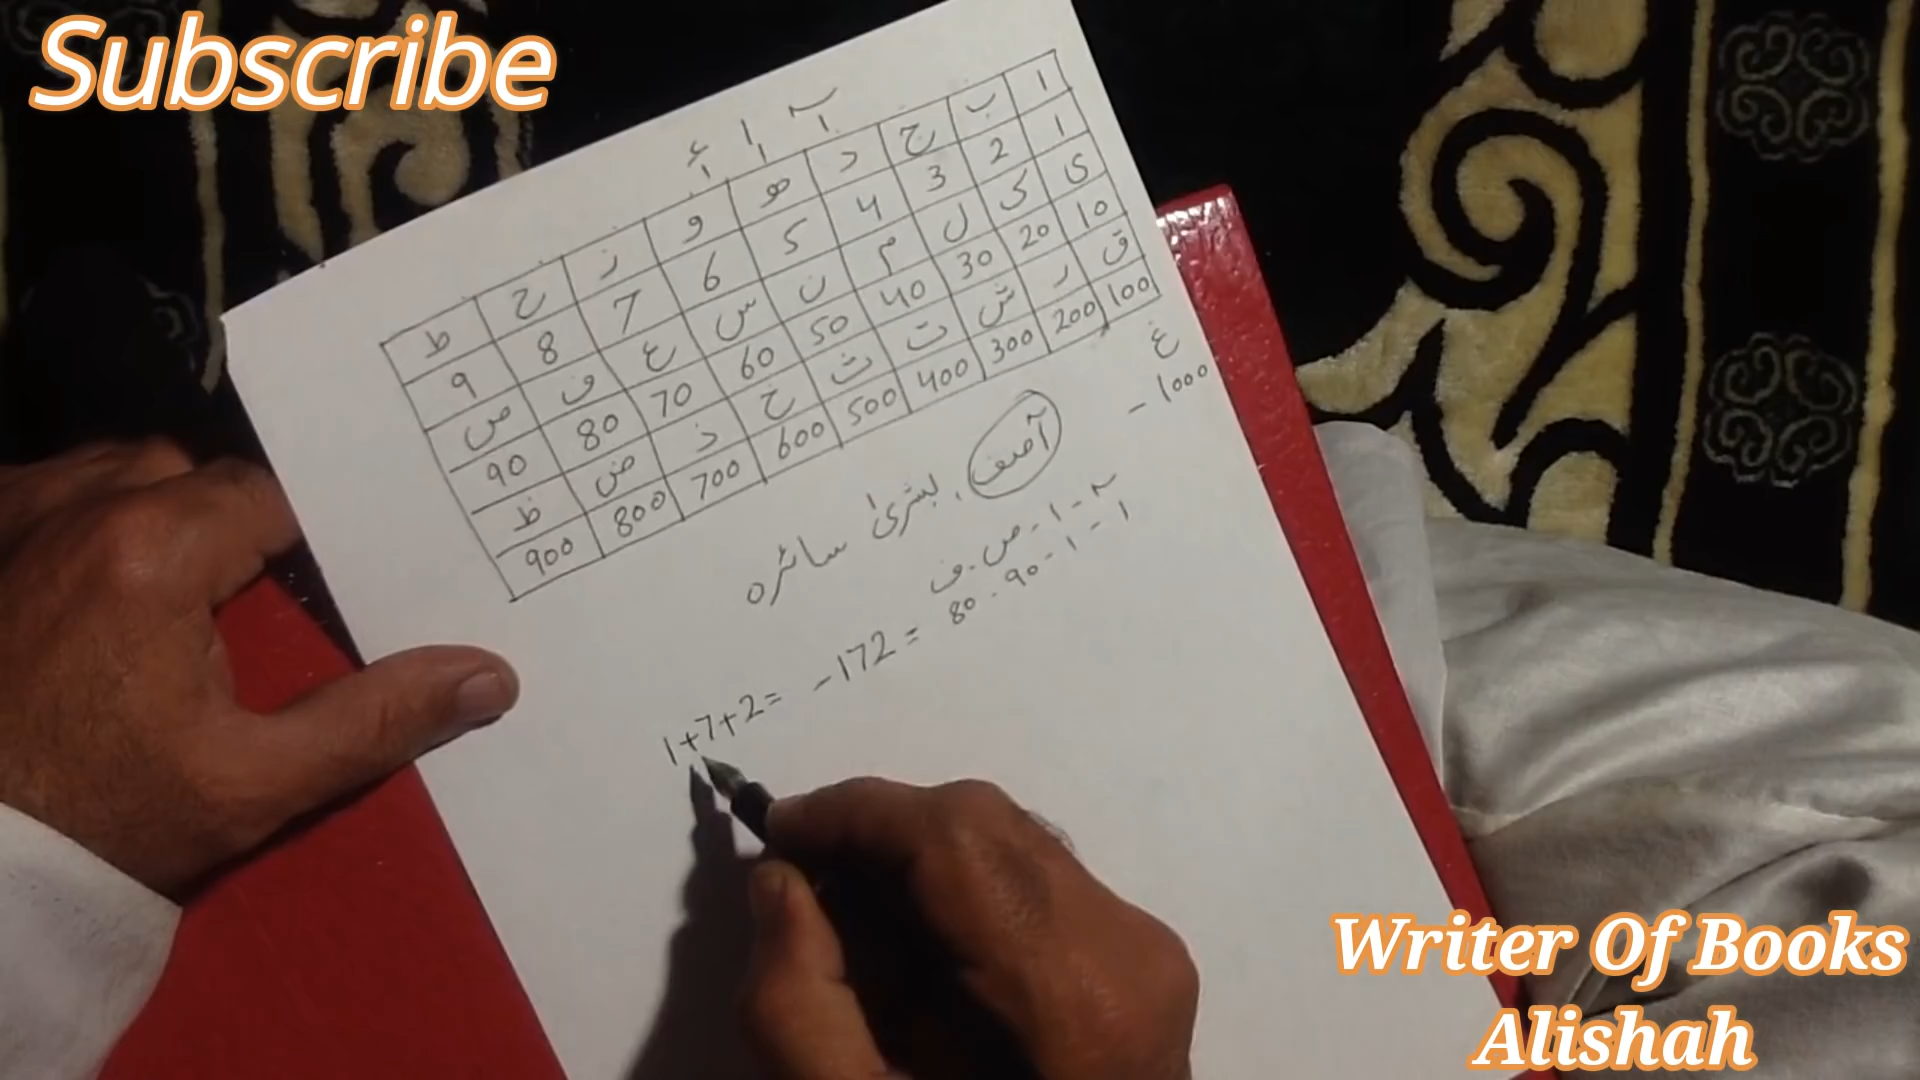 Subscribe
آ ا أ
ا ب ج د ھ و ز ح ط
1 2 3 4 5 6 7 8 9
ی ک ل م ن س ع ف ص
10 20 30 40 50 60 70 80 90
ق ر ش ت ث خ ذ ض ظ
100 200 300 400 500 600 700 800 900
غ
1000 -
آصف . بشریٰ سائرہ
~ - ا - ص - ف
1 - 1 - 90 - 80
1+7+2= -172 =
Writer Of Books
Alishah